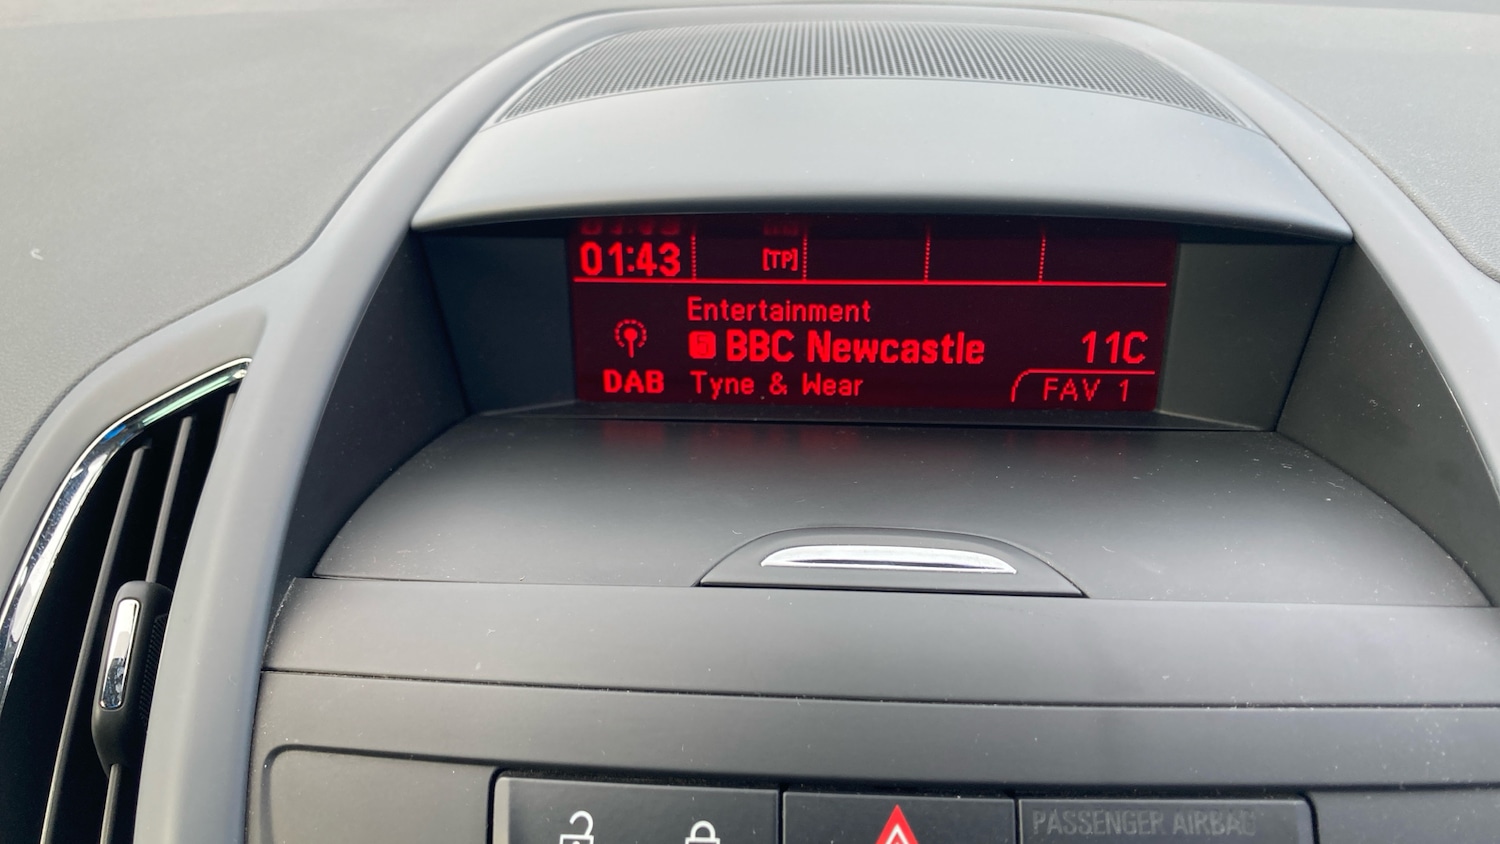 01:43 [TP]
Entertainment
BBC Newcastle 11C
DAB Tyne & Wear FAV 1
PASSENGER AIRBAG